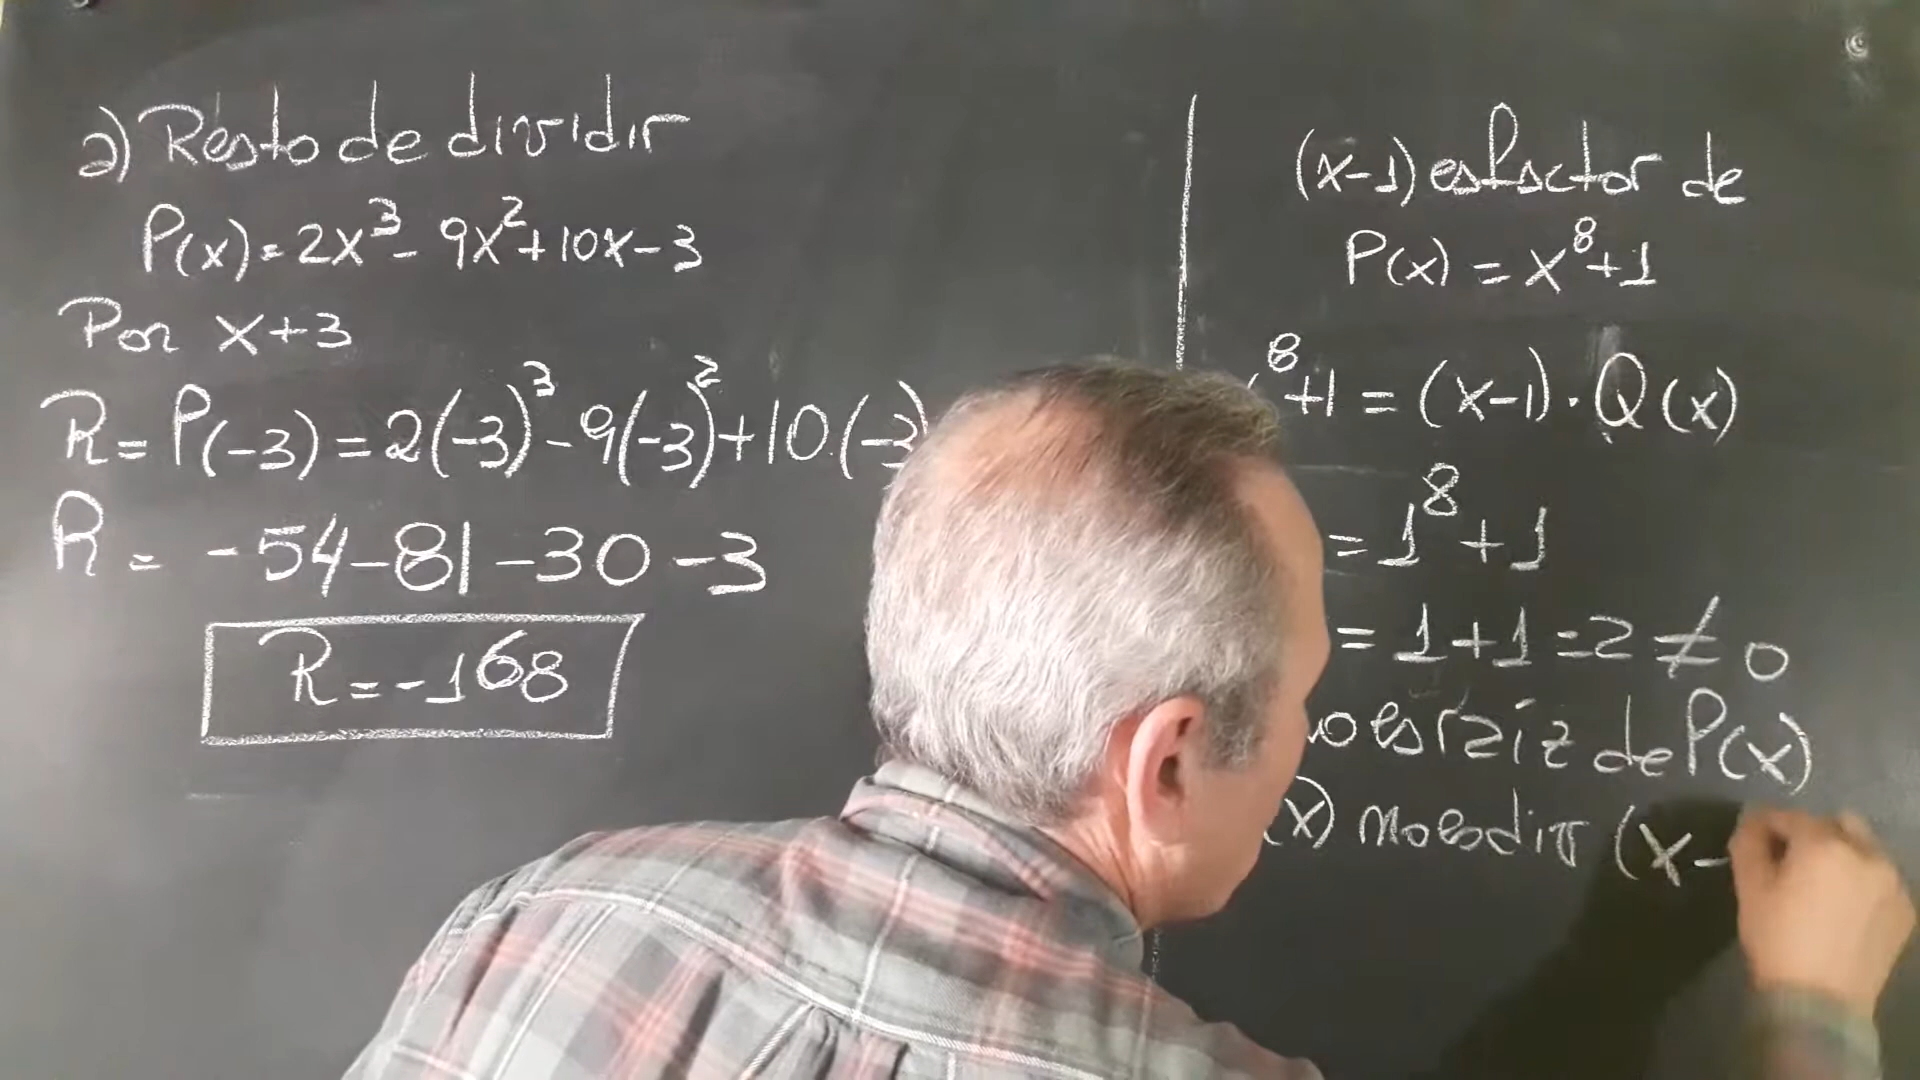 a) Resto de dividir
P(x) = 2x³ - 9x² + 10x - 3
Por x+3
R = P(-3) = 2(-3)³ - 9(-3)² + 10.(-3)
R = -54 - 81 - 30 - 3
R = -168
(x-1) es factor de
P(x) = x⁸ + 1
⁸+1 = (x-1) · Q(x)
= 1⁸ + 1
= 1+1 = 2 ≠ 0
es raíz de P(x)
x) no es div (x-